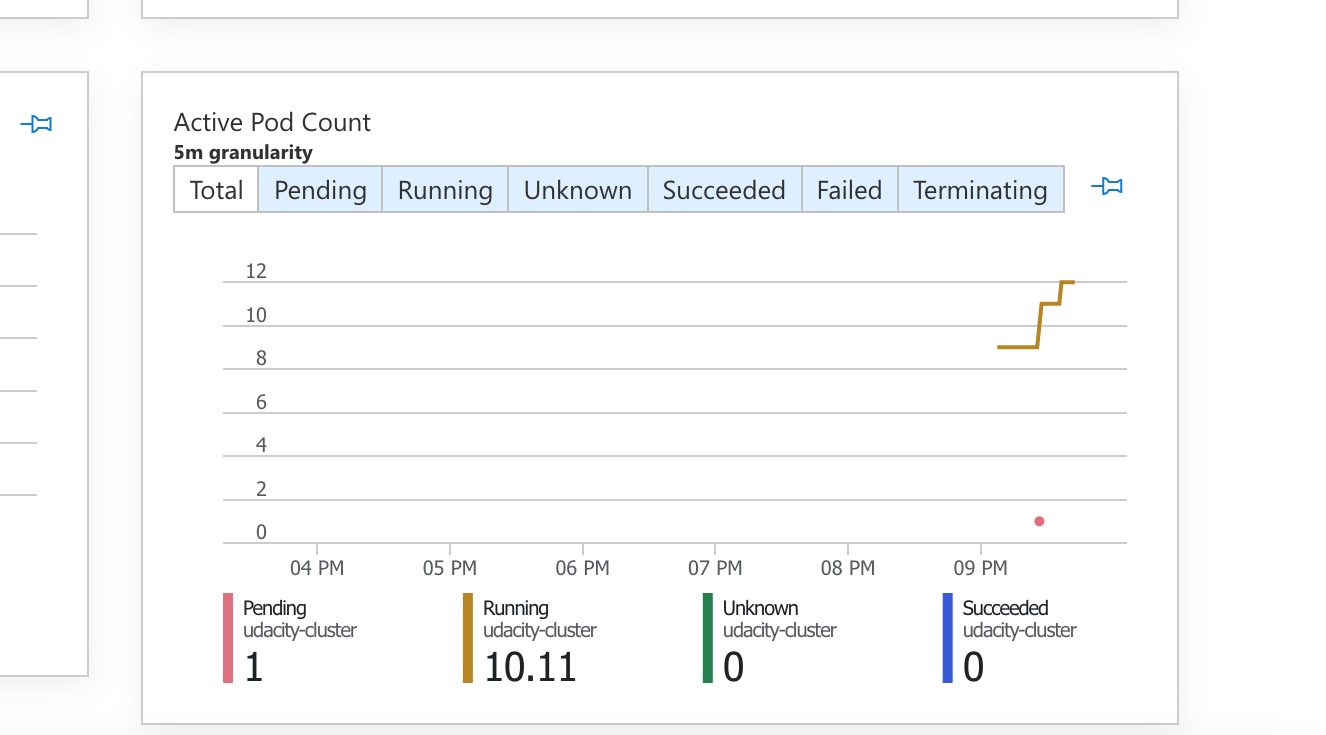 Active Pod Count
5m granularity
Total Pending Running Unknown Succeeded Failed Terminating
12
10
8
6
4
2
0
04 PM 05 PM 06 PM 07 PM 08 PM 09 PM
Pending Running Unknown Succeeded
udacity-cluster udacity-cluster udacity-cluster udacity-cluster
1 10.11 0 0